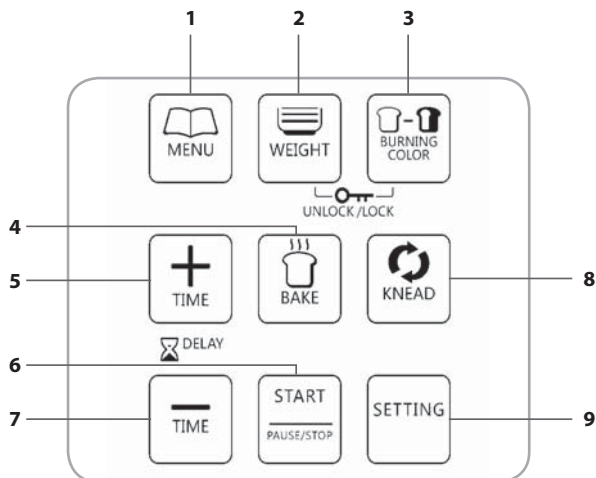 1 2 3
MENU
WEIGHT
BURNING
COLOR
UNLOCK/LOCK
4
5
TIME
BAKE
KNEAD
8
DELAY
6
7
TIME
START
PAUSE/STOP
SETTING
9